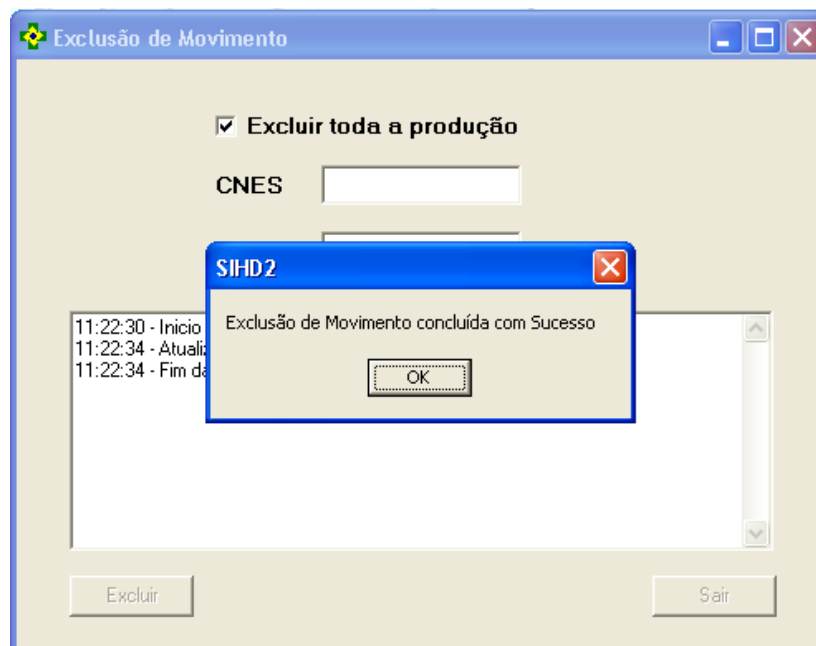 Exclusão de Movimento
Excluir toda a produção
CNES
SIHD2
Exclusão de Movimento concluída com Sucesso
OK
11:22:30 - Inicio
11:22:34 - Atualiz
11:22:34 - Fim da
Excluir
Sair